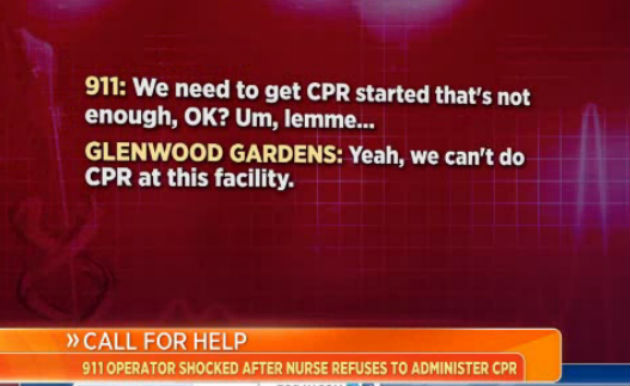 911: We need to get CPR started that's not
enough, OK? Um, lemme...
GLENWOOD GARDENS: Yeah, we can't do
CPR at this facility.
» CALL FOR HELP
911 OPERATOR SHOCKED AFTER NURSE REFUSES TO ADMINISTER CPR